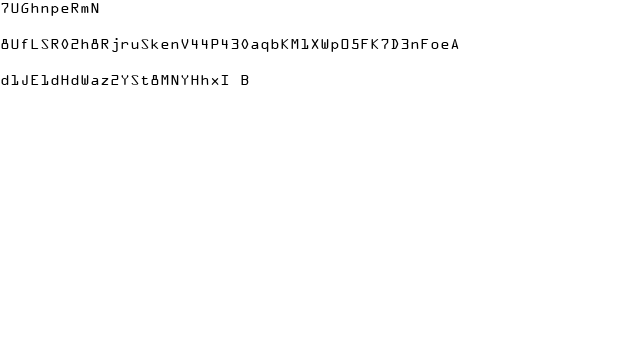 7UGhnpeRmN
8UfLSR02h8RjruSkenV44P430aqbKM1XWpO5FK7D3nFoeA
d1JE1dHdWaz2YSt8MNYHhxI B